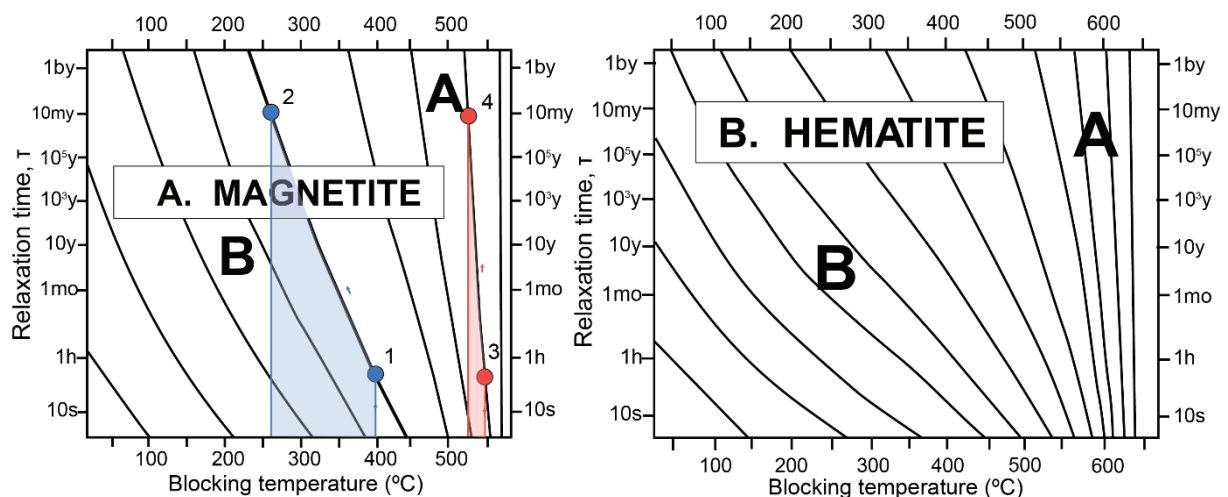 100 200 300 400 500
1by
10my
10⁵y
10³y
10y
1mo
1h
10s
Relaxation time, τ
2
A
4
A. MAGNETITE
B
1
3
1by
10my
10⁵y
10³y
10y
1mo
1h
10s
100 200 300 400 500
Blocking temperature (ºC)
100 200 300 400 500 600
1by
10my
10⁵y
10³y
10y
1mo
1h
10s
Relaxation time, τ
B. HEMATITE
A
B
1by
10my
10⁵y
10³y
10y
1mo
1h
10s
100 200 300 400 500 600
Blocking temperature (ºC)